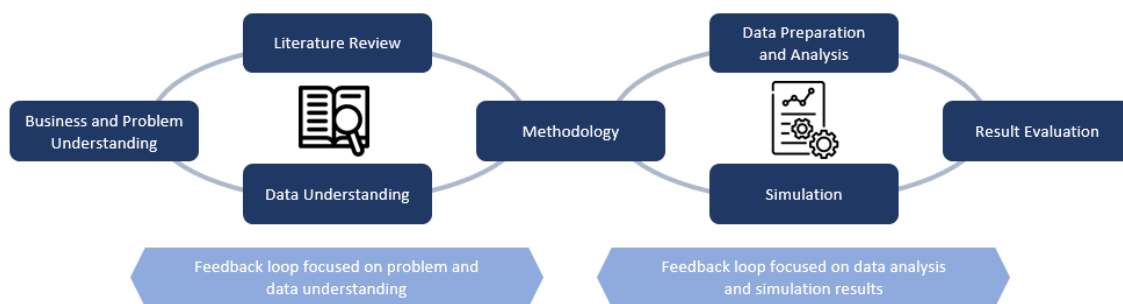 Literature Review
Data Preparation
and Analysis
Business and Problem
Understanding
Methodology
Result Evaluation
Data Understanding
Simulation
Feedback loop focused on problem and
data understanding
Feedback loop focused on data analysis
and simulation results